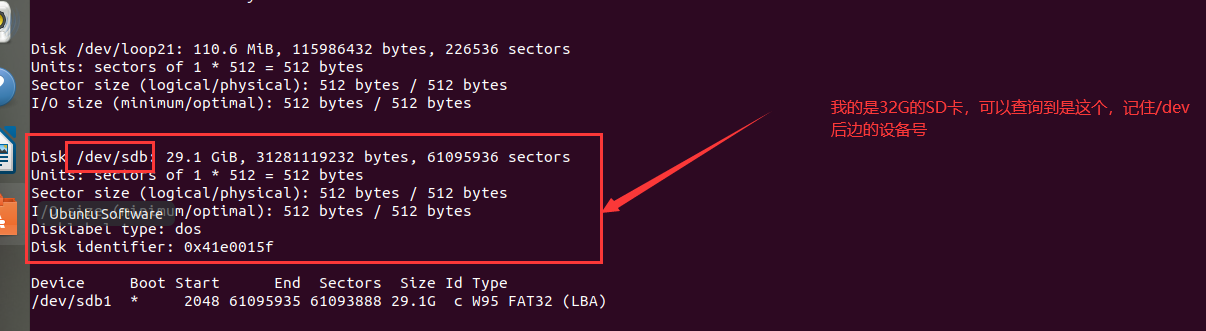 Disk /dev/loop21: 110.6 MiB, 115986432 bytes, 226536 sectors
Units: sectors of 1 * 512 = 512 bytes
Sector size (logical/physical): 512 bytes / 512 bytes
I/O size (minimum/optimal): 512 bytes / 512 bytes
我的是32G的SD卡，可以查询到是这个，记住/dev
后边的设备号
Disk /dev/sdb: 29.1 GiB, 31281119232 bytes, 61095936 sectors
Units: sectors of 1 * 512 = 512 bytes
Sector size (logical/physical): 512 bytes / 512 bytes
I/O size (minimum/optimal): 512 bytes / 512 bytes
Ubuntu Software
Disklabel type: dos
Disk identifier: 0x41e0015f
Device Boot Start End Sectors Size Id Type
/dev/sdb1 * 2048 61095935 61093888 29.1G c W95 FAT32 (LBA)